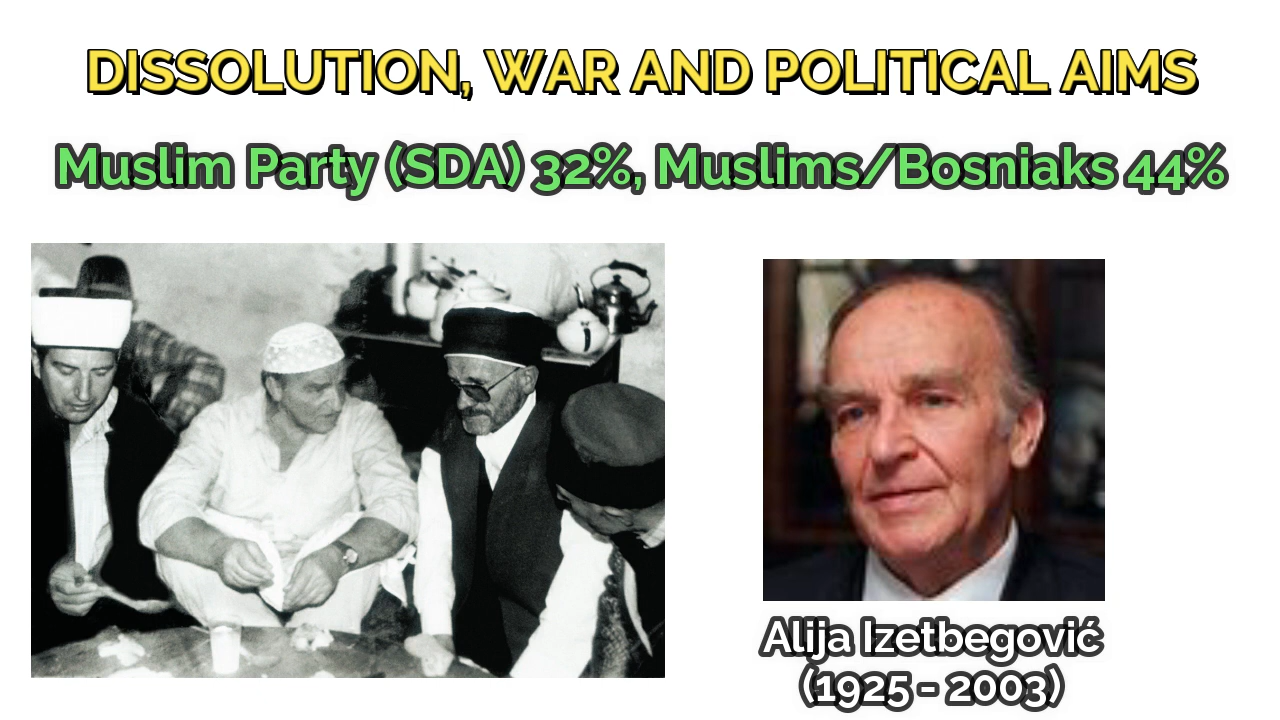 DISSOLUTION, WAR AND POLITICAL AIMS
Muslim Party (SDA) 32%, Muslims/Bosniaks 44%
Alija Izetbegović
(1925 - 2003)